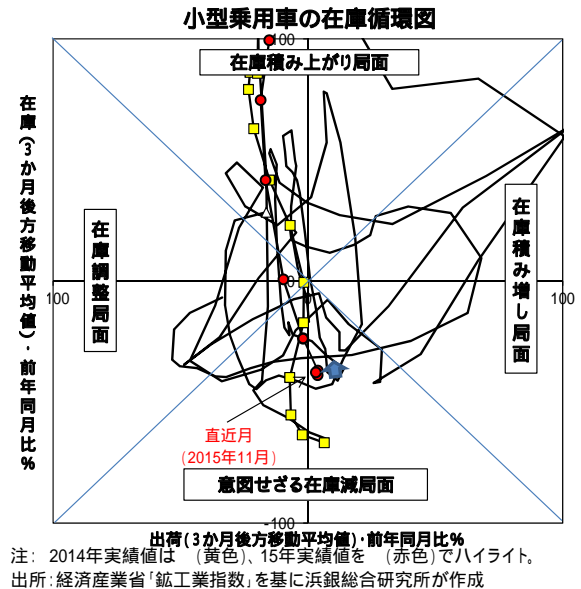 小型乗用車の在庫循環図
100
在庫積み上がり局面
在庫(3か月後方移動平均値)・前年同月比%
在庫調整局面
在庫積み増し局面
100
0
100
直近月
(2015年11月)
意図せざる在庫減局面
-100
出荷(3か月後方移動平均値)・前年同月比%
注: 2014年実績値は (黄色)、15年実績値を (赤色)でハイライト。
出所:経済産業省「鉱工業指数」を基に浜銀総合研究所が作成